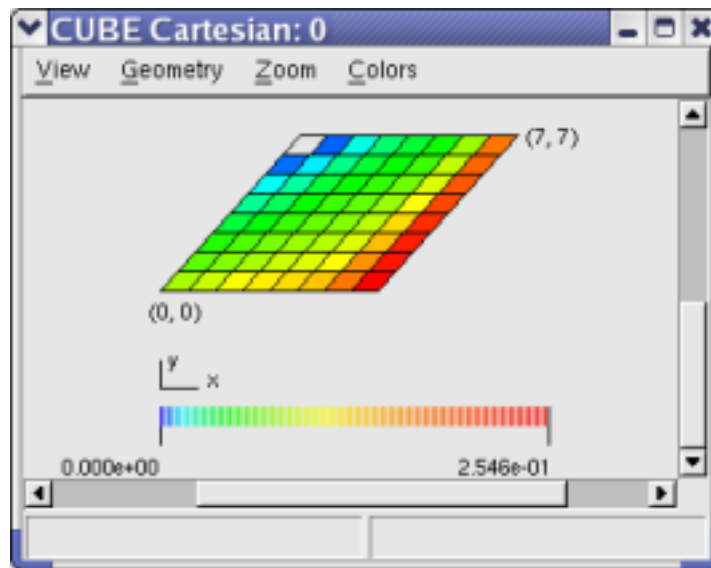 CUBE Cartesian: 0
View Geometry Zoom Colors
(7, 7)
(0, 0)
y
x
0.000e+00 2.546e-01